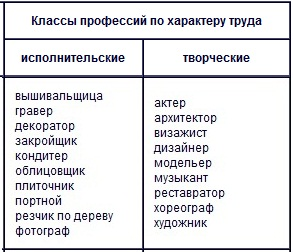 Классы профессий по характеру труда
исполнительские
творческие
вышивальщица
гравер
декоратор
закройщик
кондитер
облицовщик
плиточник
портной
резчик по дереву
фотограф
актер
архитектор
визажист
дизайнер
модельер
музыкант
реставратор
хореограф
художник